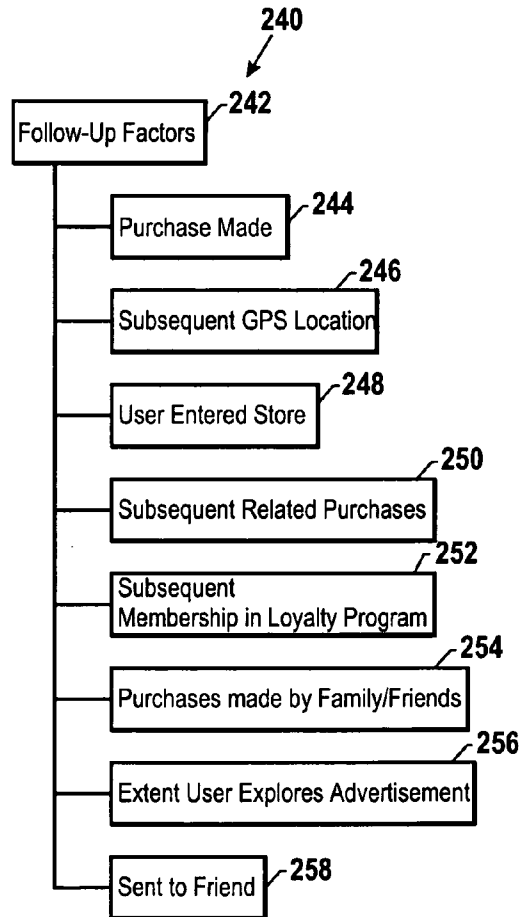 240
242
Follow-Up Factors
244
Purchase Made
246
Subsequent GPS Location
248
User Entered Store
250
Subsequent Related Purchases
252
Subsequent
Membership in Loyalty Program
254
Purchases made by Family/Friends
256
Extent User Explores Advertisement
258
Sent to Friend